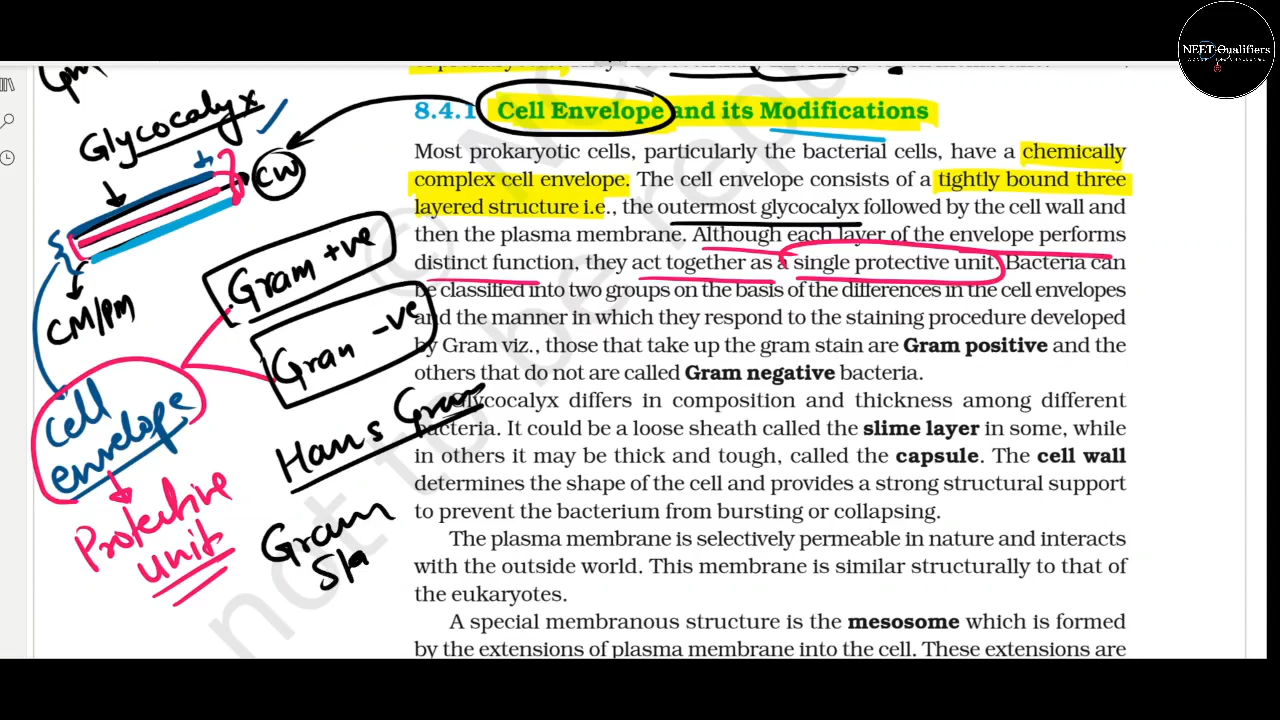 NEET Qualifiers
8.4.1 Cell Envelope and its Modifications
Most prokaryotic cells, particularly the bacterial cells, have a chemically
complex cell envelope. The cell envelope consists of a tightly bound three
layered structure i.e., the outermost glycocalyx followed by the cell wall and
then the plasma membrane. Although each layer of the envelope performs
distinct function, they act together as a single protective unit. Bacteria can
be classified into two groups on the basis of the differences in the cell envelopes
and the manner in which they respond to the staining procedure developed
by Gram viz., those that take up the gram stain are Gram positive and the
others that do not are called Gram negative bacteria.
Glycocalyx differs in composition and thickness among different
bacteria. It could be a loose sheath called the slime layer in some, while
in others it may be thick and tough, called the capsule. The cell wall
determines the shape of the cell and provides a strong structural support
to prevent the bacterium from bursting or collapsing.
The plasma membrane is selectively permeable in nature and interacts
with the outside world. This membrane is similar structurally to that of
the eukaryotes.
A special membranous structure is the mesosome which is formed
by the extensions of plasma membrane into the cell. These extensions are
Glycocalyx
CW
CM/PM
Gram +ve
Gran -ve
Cell
envelope
Protective
unit
Hans Gram
Gram
Sta
not to be rep